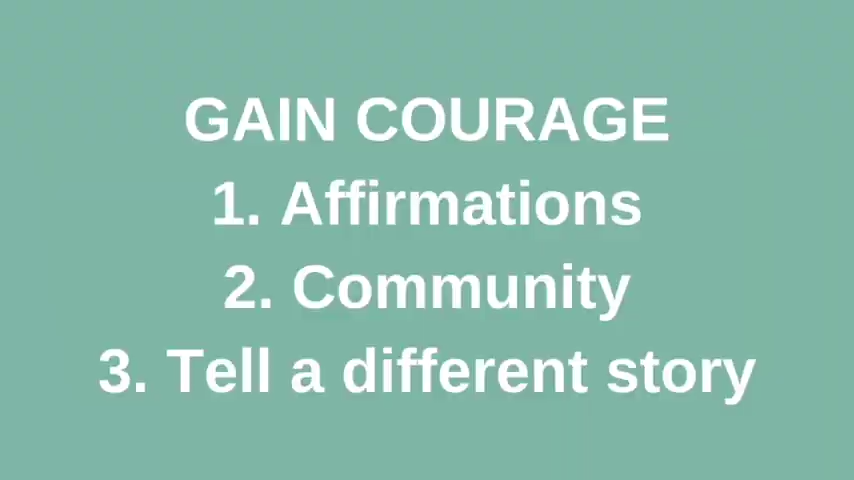 GAIN COURAGE
1. Affirmations
2. Community
3. Tell a different story